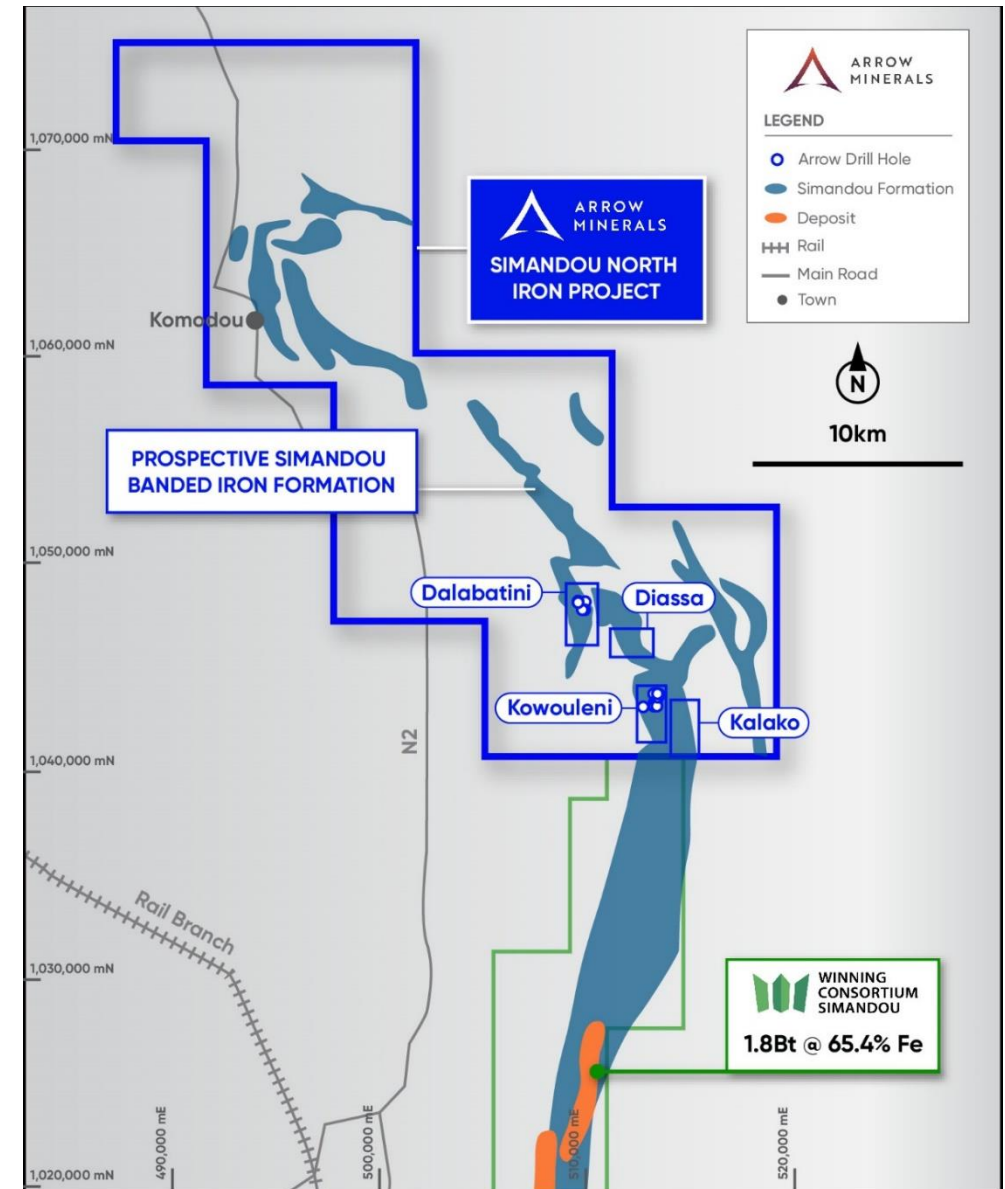 ARROW
MINERALS
LEGEND
Arrow Drill Hole
Simandou Formation
Deposit
Rail
Main Road
Town
N
10km
1,070,000 mN
ARROW
MINERALS
SIMANDOU NORTH
IRON PROJECT
Komodou
1,060,000 mN
PROSPECTIVE SIMANDOU
BANDED IRON FORMATION
1,050,000 mN
Dalabatini
Diassa
Kowouleni
Kalako
N2
1,040,000 mN
Rail Branch
1,030,000 mN
WINNING
CONSORTIUM
SIMANDOU
1.8Bt @ 65.4% Fe
490,000 mE
500,000 mE
510,000 mE
520,000 mE
1,020,000 mN